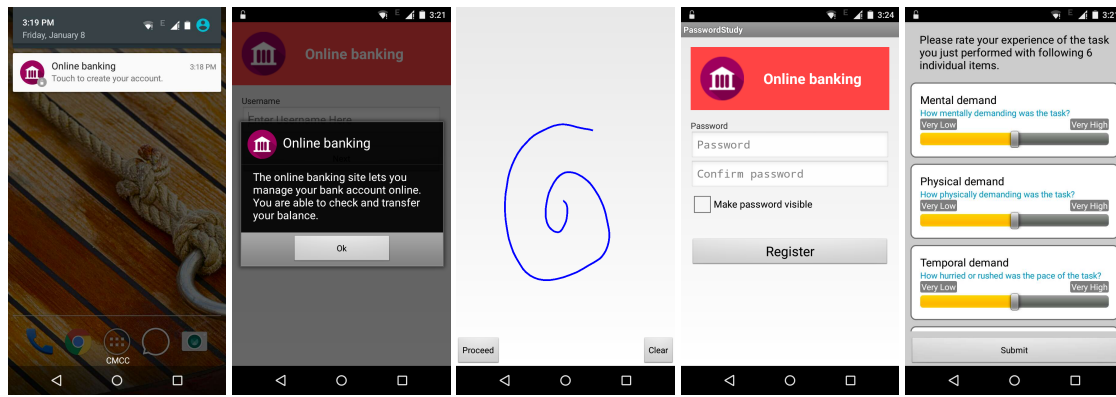 3:19 PM
Friday, January 8
E
Online banking
3:18 PM
Touch to create your account.
CMCC
E
3:21
Online banking
Username
Enter Username Here
Online banking
The online banking site lets you
manage your bank account online.
You are able to check and transfer
your balance.
Ok
Proceed
Clear
E
3:24
PasswordStudy
Online banking
Password
Password
Confirm password
Make password visible
Register
E
Please rate your experience of the task
you just performed with following 6
individual items.
Mental demand
How mentally demanding was the task?
Very Low
Very High
Physical demand
How physically demanding was the task?
Very Low
Very High
Temporal demand
How hurried or rushed was the pace of the task?
Very Low
Very High
Submit